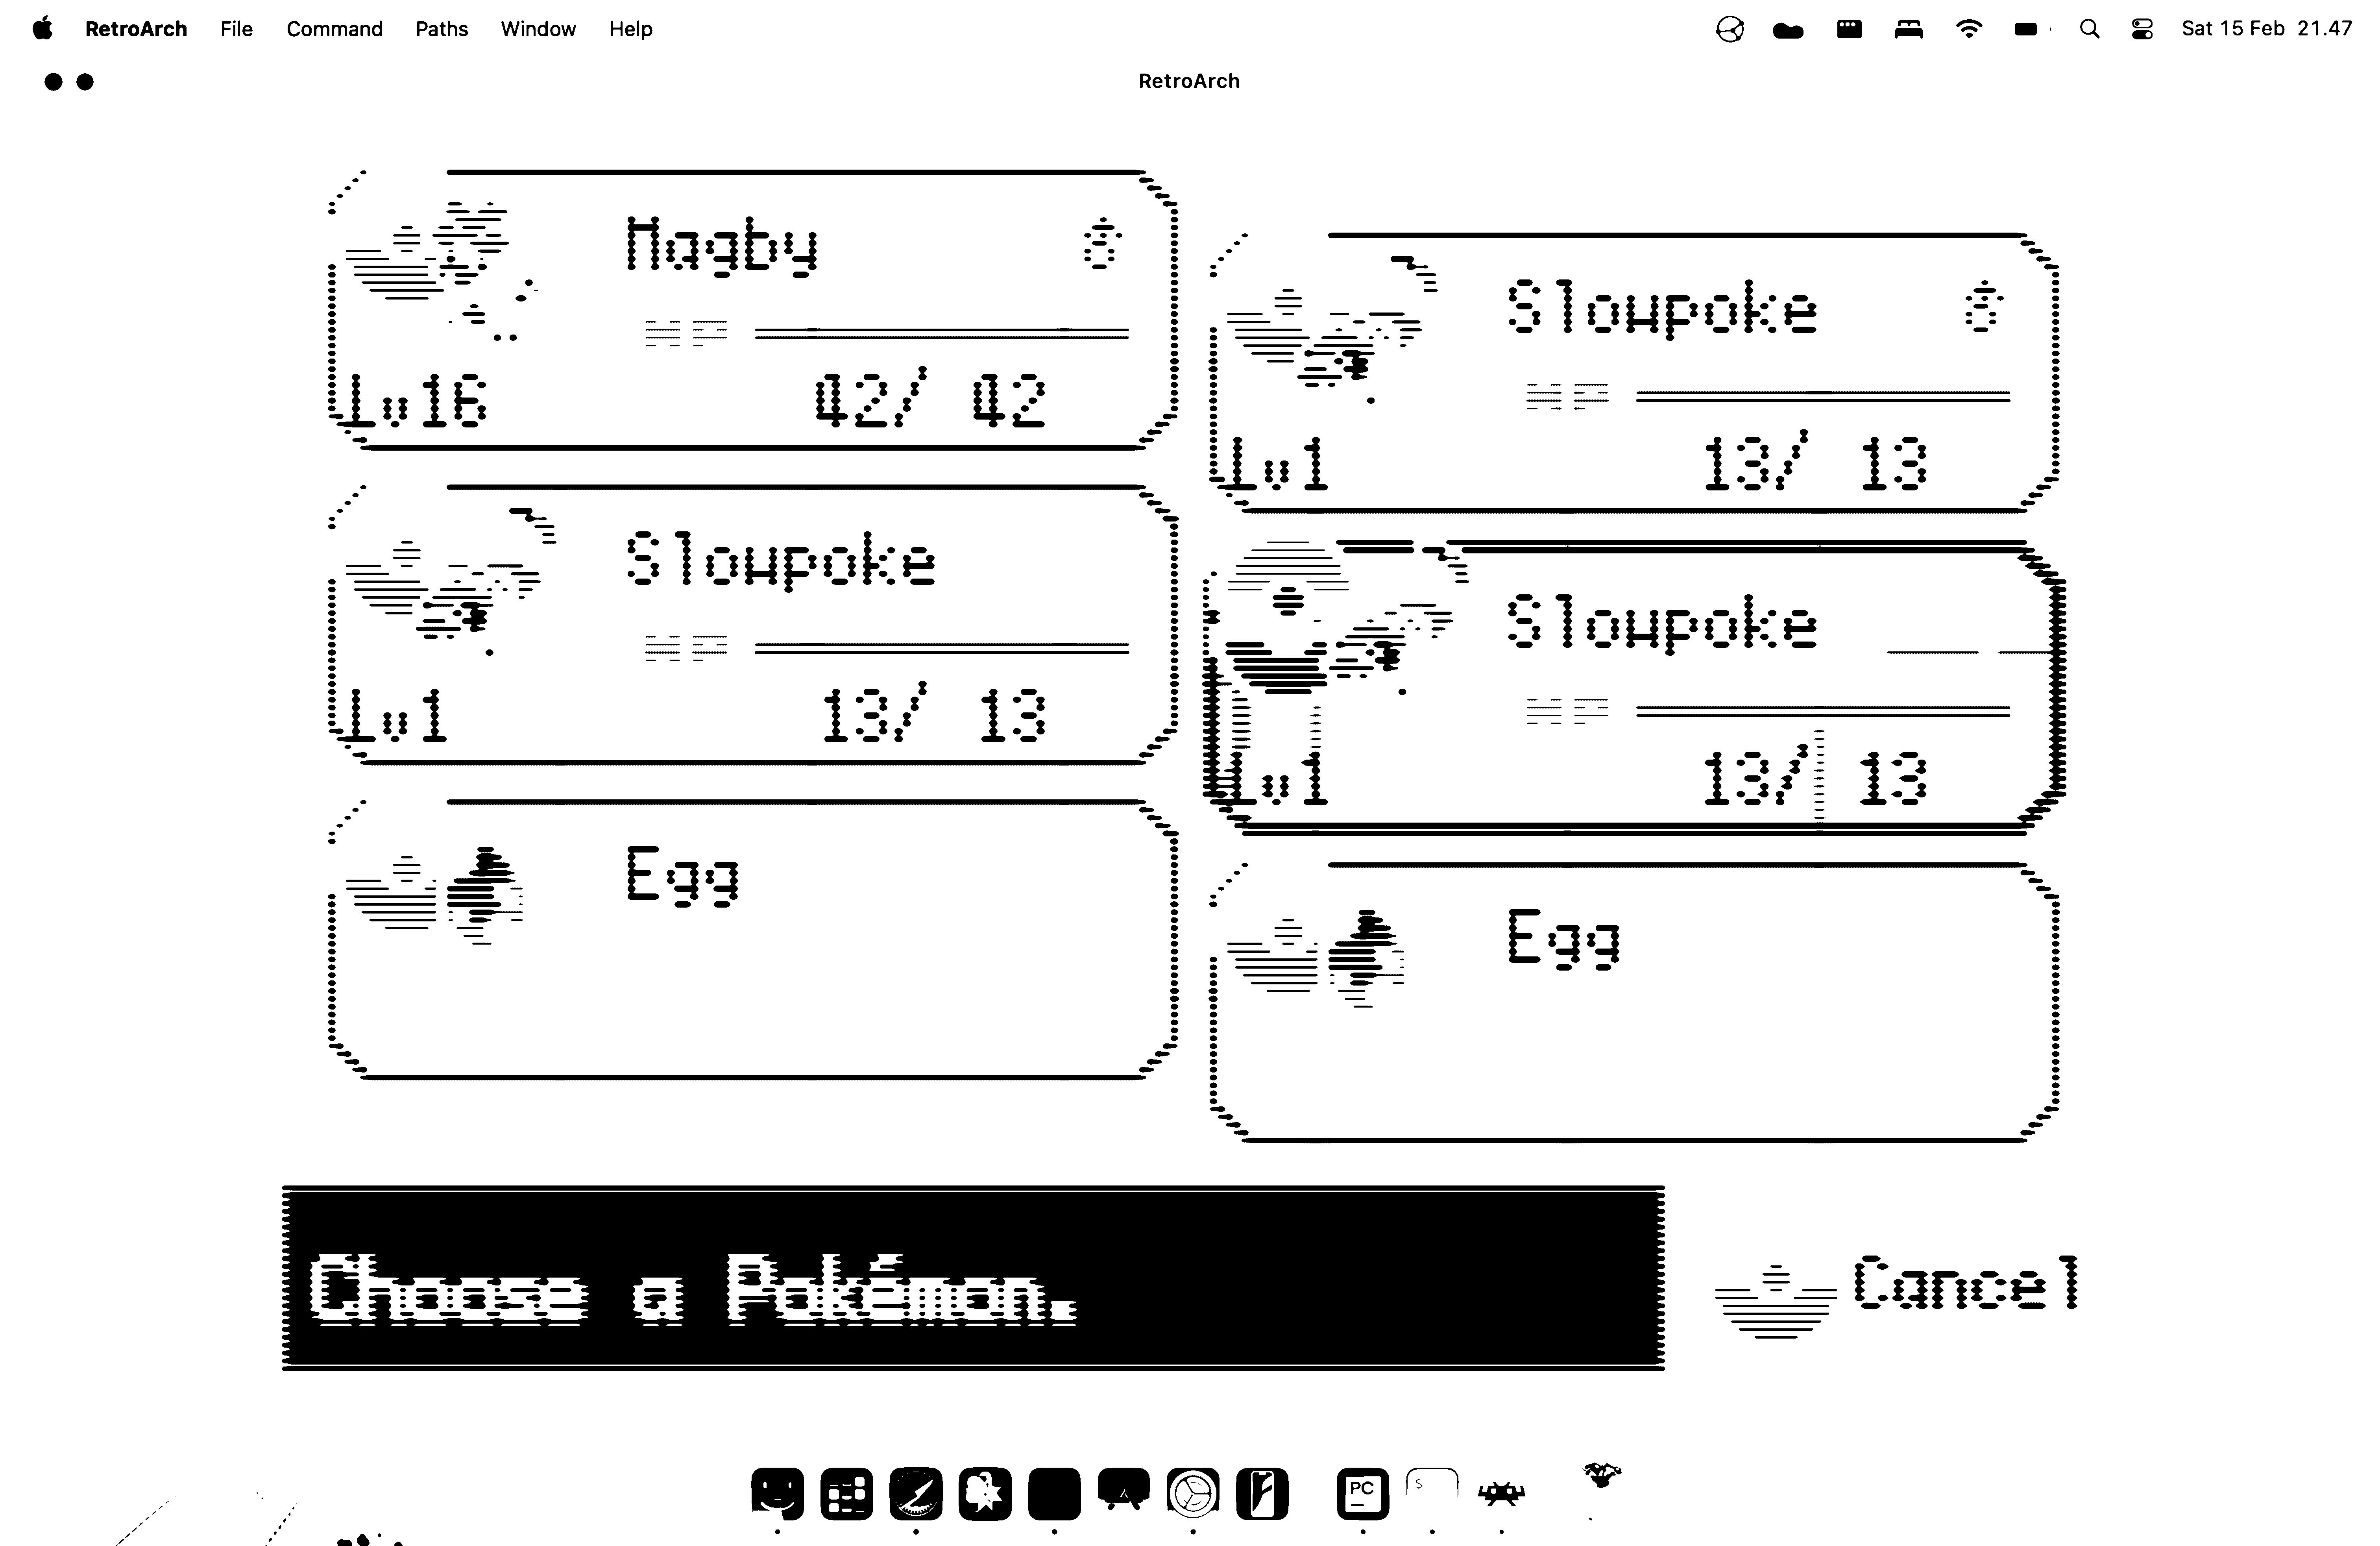 RetroArch File Command Paths Window Help Sat 15 Feb 21.47
RetroArch
Magby
HP
Lv16 42/ 42
Slowpoke
HP
Lv1 13/ 13
Slowpoke
HP
Lv1 13/ 13
Slowpoke
HP
Lv1 13/ 13
Egg
Egg
Choose a Pokémon.
Cancel
PC
$